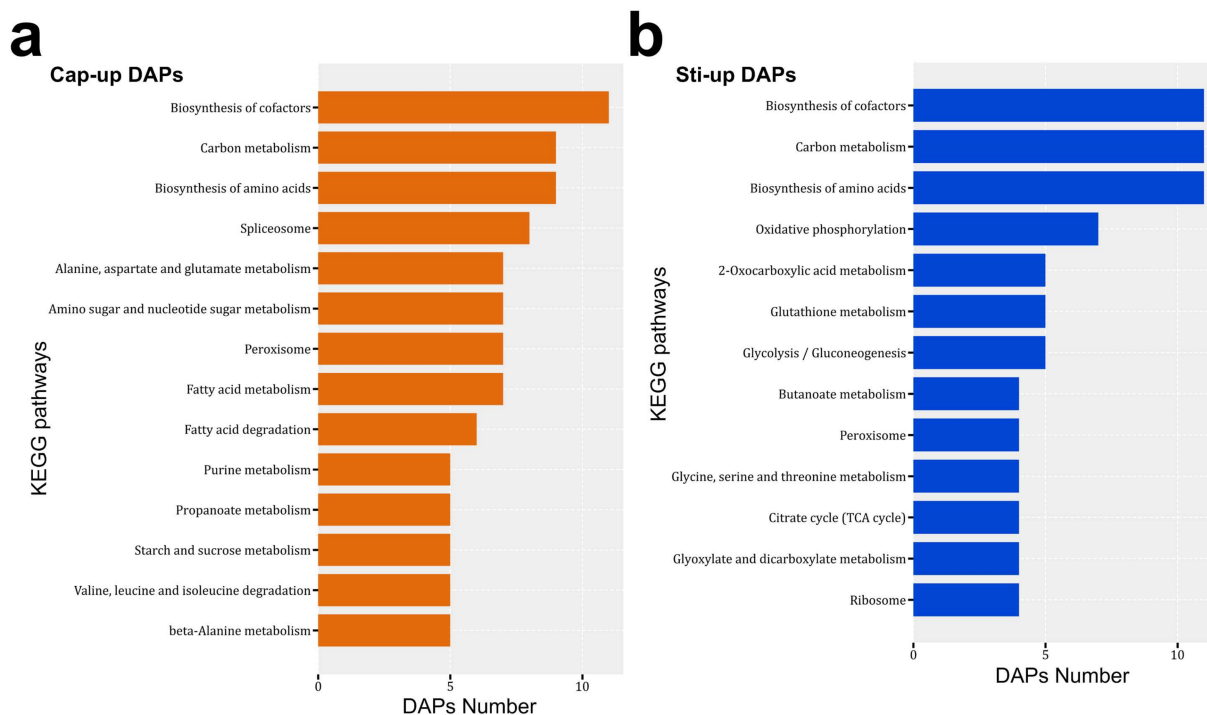 a
Cap-up DAPs
KEGG pathways
Biosynthesis of cofactors
Carbon metabolism
Biosynthesis of amino acids
Spliceosome
Alanine, aspartate and glutamate metabolism
Amino sugar and nucleotide sugar metabolism
Peroxisome
Fatty acid metabolism
Fatty acid degradation
Purine metabolism
Propanoate metabolism
Starch and sucrose metabolism
Valine, leucine and isoleucine degradation
beta-Alanine metabolism
0 5 10
DAPs Number
b
Sti-up DAPs
KEGG pathways
Biosynthesis of cofactors
Carbon metabolism
Biosynthesis of amino acids
Oxidative phosphorylation
2-Oxocarboxylic acid metabolism
Glutathione metabolism
Glycolysis / Gluconeogenesis
Butanoate metabolism
Peroxisome
Glycine, serine and threonine metabolism
Citrate cycle (TCA cycle)
Glyoxylate and dicarboxylate metabolism
Ribosome
0 5 10
DAPs Number